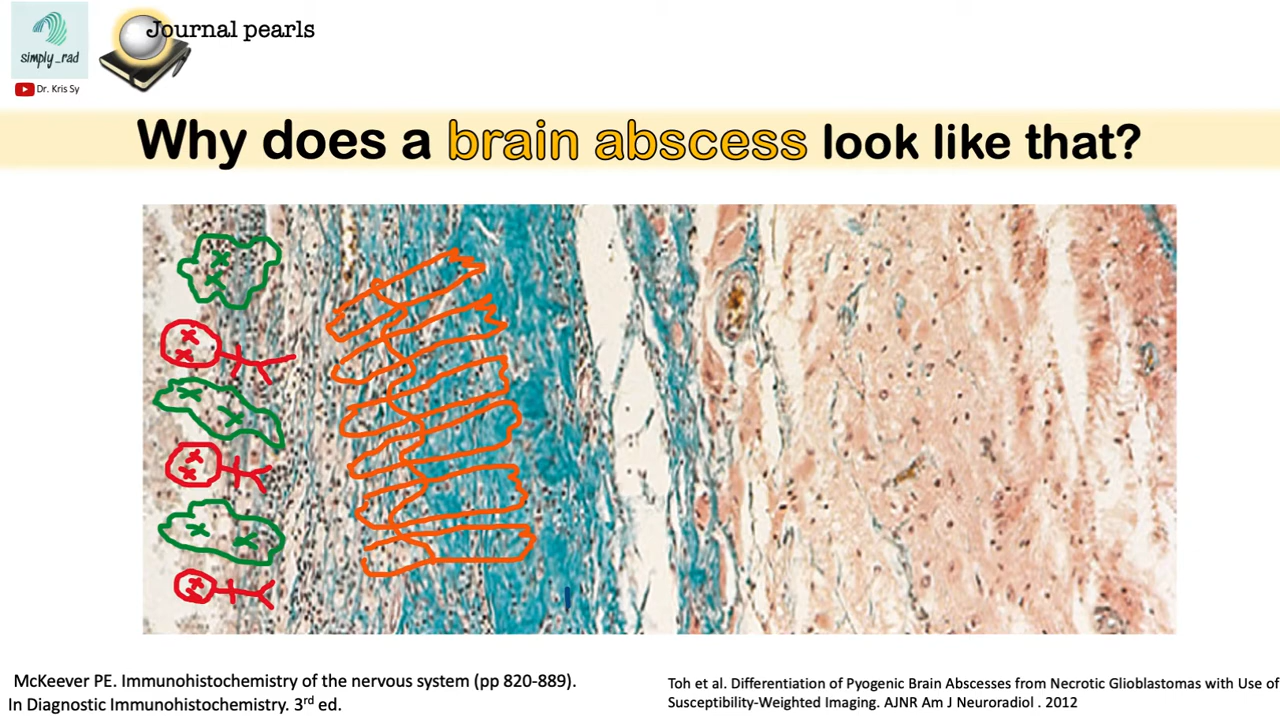 Journal pearls
simply_rad
Dr. Kris Sy
Why does a brain abscess look like that?
McKeever PE. Immunohistochemistry of the nervous system (pp 820-889).
In Diagnostic Immunohistochemistry. 3rd ed.
Toh et al. Differentiation of Pyogenic Brain Abscesses from Necrotic Glioblastomas with Use of
Susceptibility-Weighted Imaging. AJNR Am J Neuroradiol . 2012